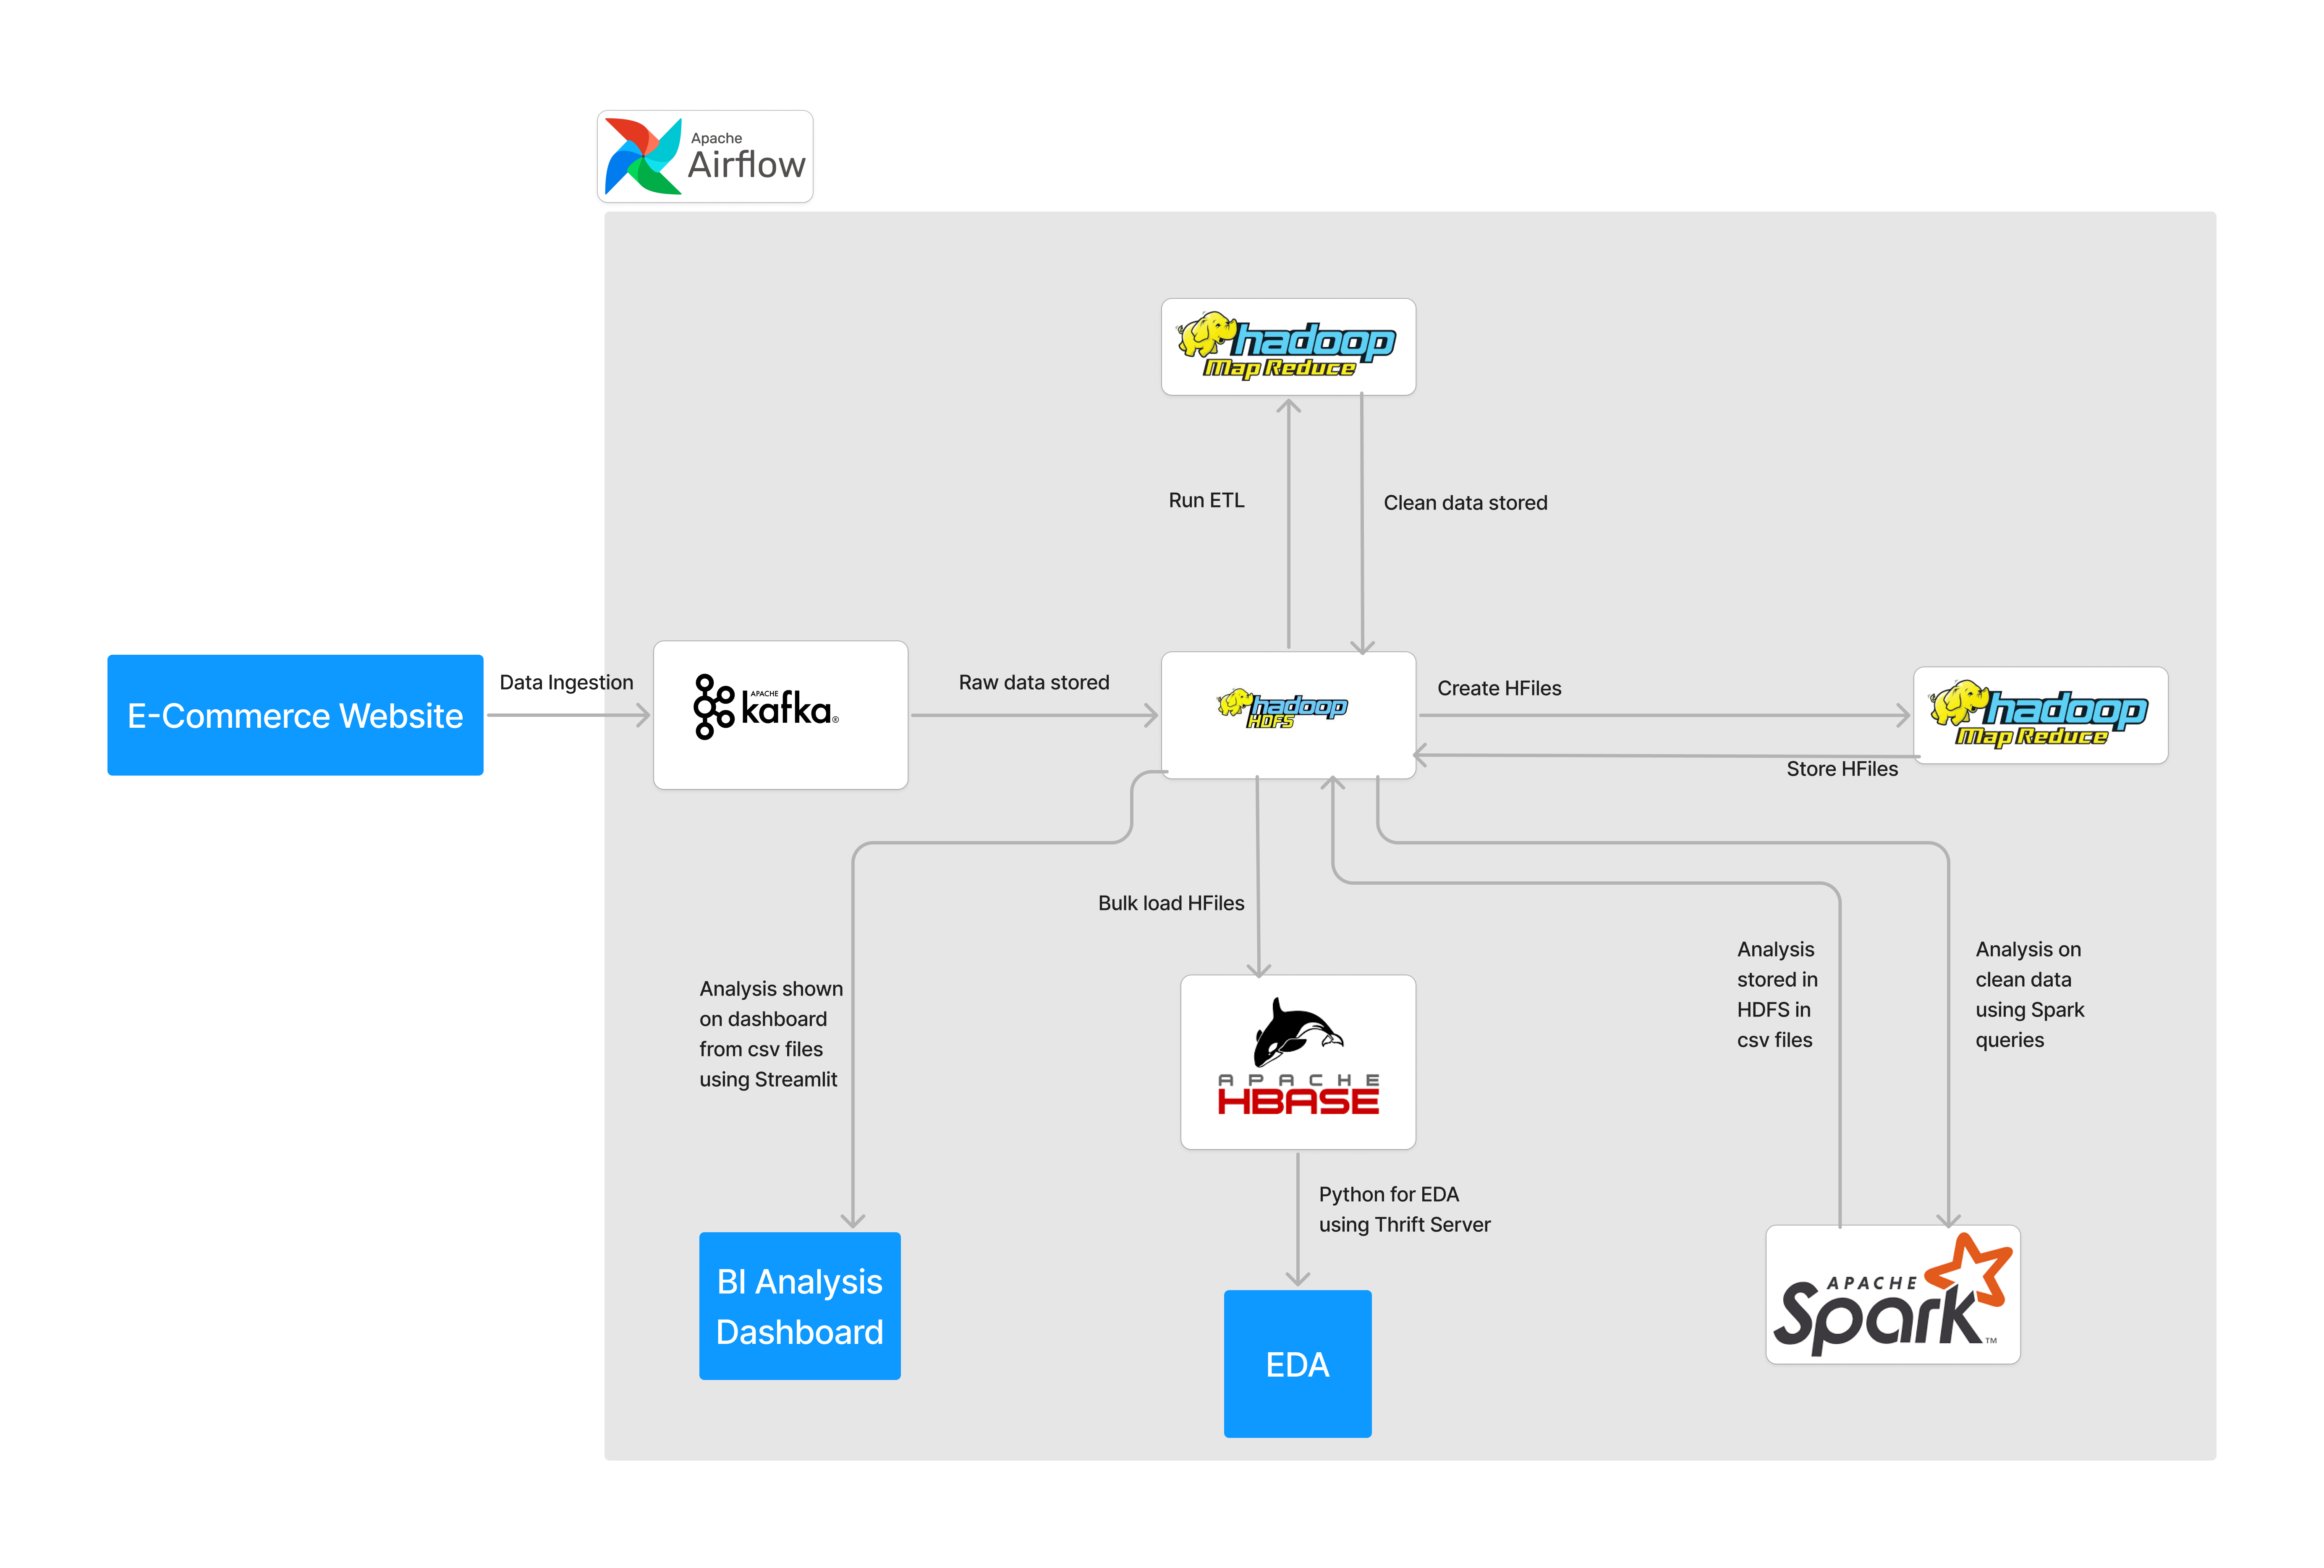 Apache
Airflow
hadoop
Map Reduce
Run ETL
Clean data stored
E-Commerce Website
Data Ingestion
APACHE
kafka®
Raw data stored
hadoop
HDFS
Create HFiles
Store HFiles
hadoop
Map Reduce
Bulk load HFiles
Analysis shown
on dashboard
from csv files
using Streamlit
APACHE
HBASE
Analysis
stored in
HDFS in
csv files
Analysis on
clean data
using Spark
queries
Python for EDA
using Thrift Server
BI Analysis
Dashboard
EDA
APACHE
Spark™